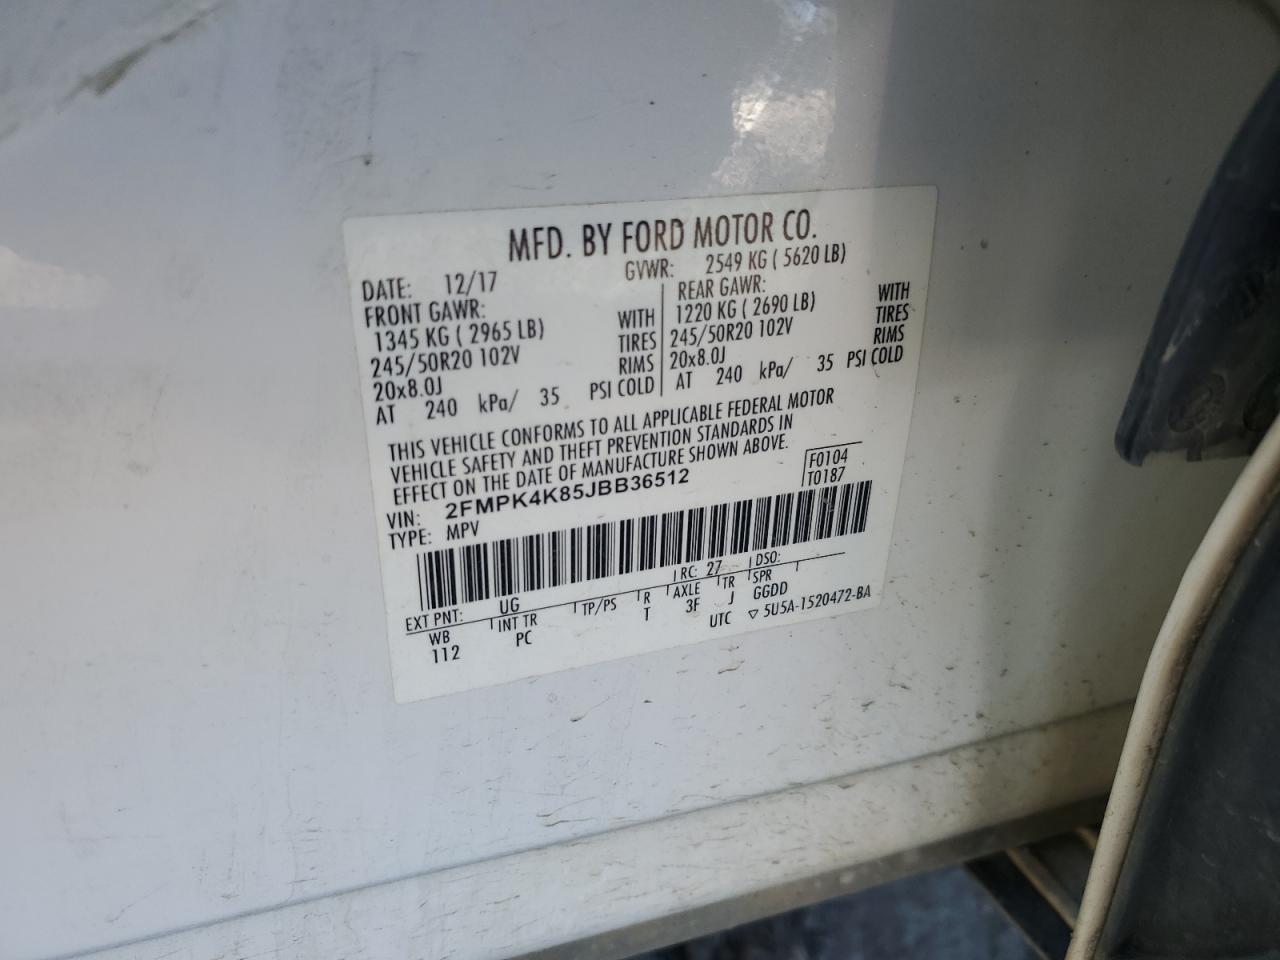 MFD. BY FORD MOTOR CO.
DATE: 12/17 GVWR: 2549 KG ( 5620 LB)
FRONT GAWR:
1345 KG ( 2965 LB) WITH
245/50R20 102V TIRES
20x8.0J RIMS
AT 240 kPa/ 35 PSI COLD
REAR GAWR:
1220 KG ( 2690 LB) WITH
245/50R20 102V TIRES
20x8.0J RIMS
AT 240 kPa/ 35 PSI COLD
THIS VEHICLE CONFORMS TO ALL APPLICABLE FEDERAL MOTOR
VEHICLE SAFETY AND THEFT PREVENTION STANDARDS IN
EFFECT ON THE DATE OF MANUFACTURE SHOWN ABOVE.
VIN: 2FMPK4K85JBB36512
TYPE: MPV
F0104
T0187
EXT PNT: UG RC: 27 DSO:
WB INT TR TP/PS R AXLE TR SPR
112 PC T 3F J GGDD
UTC ▽ 5U5A-1520472-BA